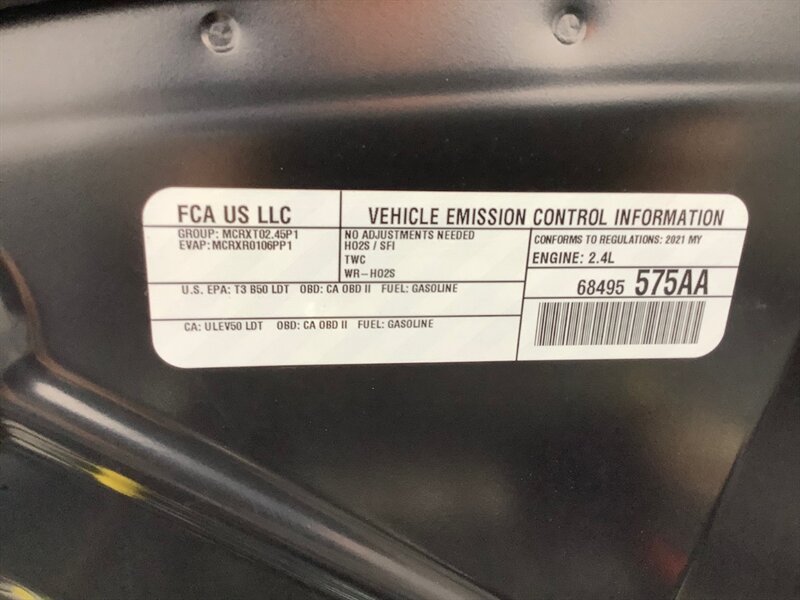 FCA US LLC
VEHICLE EMISSION CONTROL INFORMATION
GROUP: MCRXT02.45P1
EVAP: MCRXR0106PP1
NO ADJUSTMENTS NEEDED
HO2S / SFI
TWC
WR-HO2S
CONFORMS TO REGULATIONS: 2021 MY
ENGINE: 2.4L
U.S. EPA: T3 B50 LDT OBD: CA OBD II FUEL: GASOLINE
68495 575AA
CA: ULEV50 LDT OBD: CA OBD II FUEL: GASOLINE